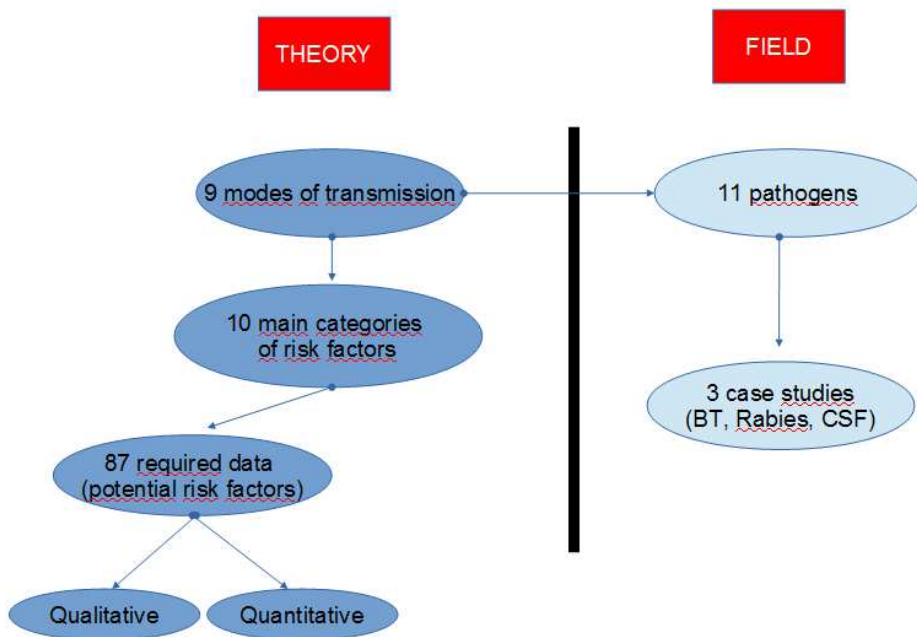 THEORY
FIELD
9 modes of transmission
11 pathogens
10 main categories
of risk factors
3 case studies
(BT, Rabies, CSF)
87 required data
(potential risk factors)
Qualitative
Quantitative